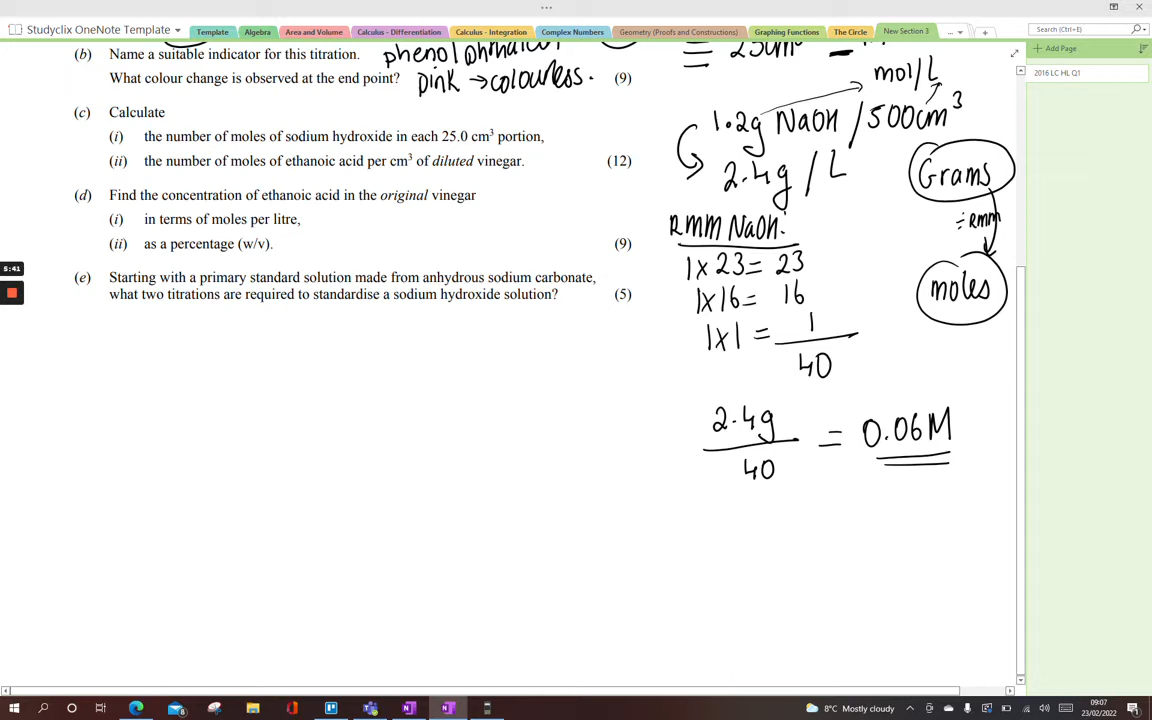 Studyclix OneNote Template
Template
Algebra
Area and Volume
Calculus - Differentiation
Calculus - Integration
Complex Numbers
Geometry (Proofs and Constructions)
Graphing Functions
The Circle
New Section 3
Search (Ctrl+E)
Add Page
2016 LC HL Q1
(b) Name a suitable indicator for this titration.
What colour change is observed at the end point? pink → colourless. (9)
(c) Calculate
(i) the number of moles of sodium hydroxide in each 25.0 cm³ portion,
(ii) the number of moles of ethanoic acid per cm³ of diluted vinegar. (12)
(d) Find the concentration of ethanoic acid in the original vinegar
(i) in terms of moles per litre,
(ii) as a percentage (w/v). (9)
(e) Starting with a primary standard solution made from anhydrous sodium carbonate,
what two titrations are required to standardise a sodium hydroxide solution? (5)
mol/L
1.2g NaOH / 500cm³
2.4g / L
RMM NaOH:
1x23= 23
1x16= 16
1x1 = 1
40
2.4g
40
= 0.06M
Grams
÷ RMM
moles
5:41
8°C Mostly cloudy
09:07
23/02/2022